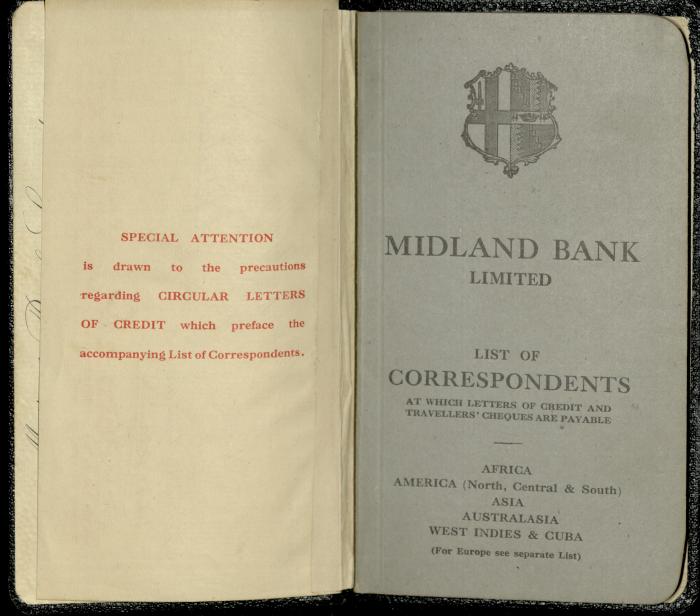 SPECIAL ATTENTION
is drawn to the precautions
regarding CIRCULAR LETTERS
OF CREDIT which preface the
accompanying List of Correspondents.
MIDLAND BANK
LIMITED
LIST OF
CORRESPONDENTS
AT WHICH LETTERS OF CREDIT AND
TRAVELLERS' CHEQUES ARE PAYABLE
AFRICA
AMERICA (North, Central & South)
ASIA
AUSTRALASIA
WEST INDIES & CUBA
(For Europe see separate List)